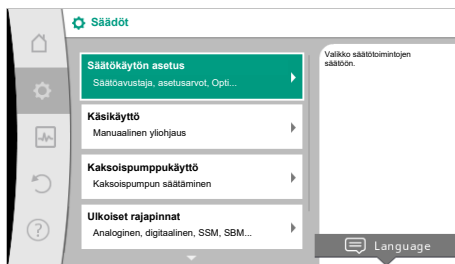 Säädöt
Säätökäytön asetus
Säätöavustaja, asetusarvot, Opti...
Käsikäyttö
Manuaalinen yliohjaus
Kaksoispumppukäyttö
Kaksoispumpun säätäminen
Ulkoiset rajapinnat
Analoginen, digitaalinen, SSM, SBM...
Valikko säätötoimintojen
säätöön.
Language